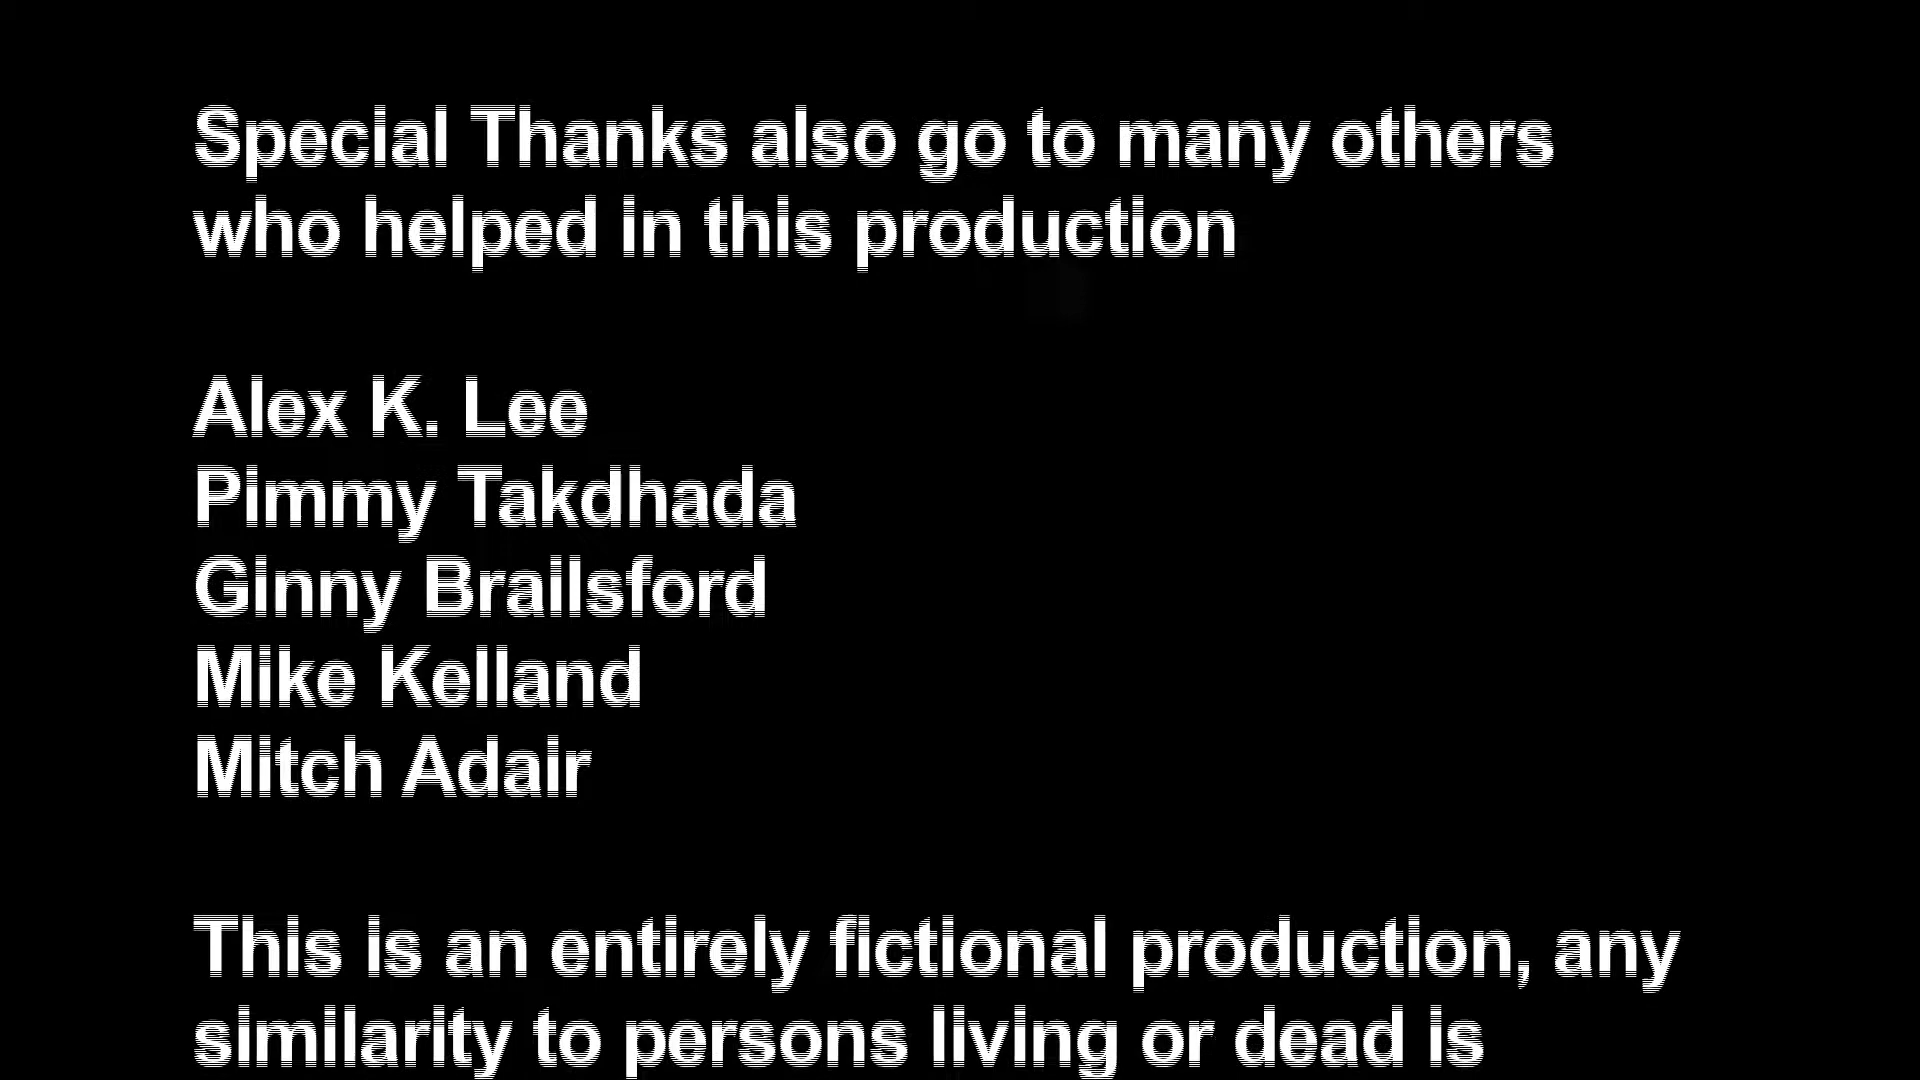 Special Thanks also go to many others
who helped in this production
Alex K. Lee
Pimmy Takdhada
Ginny Brailsford
Mike Kelland
Mitch Adair
This is an entirely fictional production, any
similarity to persons living or dead is